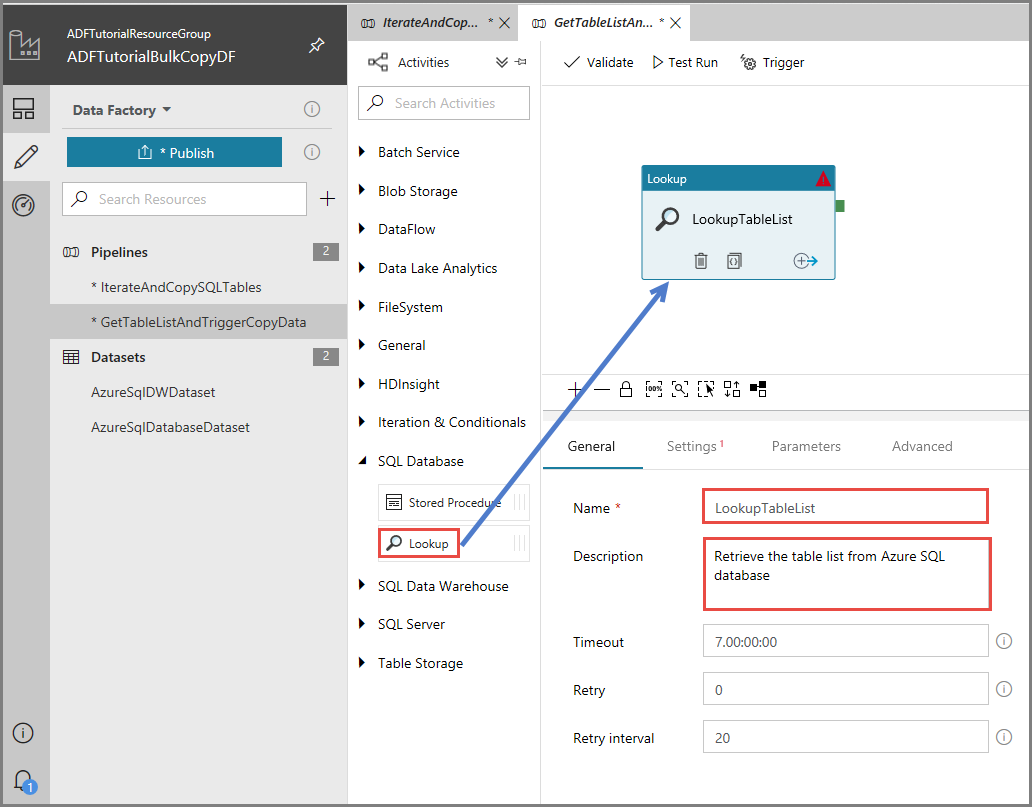 ADFTutorialResourceGroup
ADFTutorialBulkCopyDF
IterateAndCop... *
GetTableListAn... *
Data Factory
* Publish
Search Resources
Pipelines 2
* IterateAndCopySQLTables
* GetTableListAndTriggerCopyData
Datasets 2
AzureSqlDWDataset
AzureSqlDatabaseDataset
1
Activities
Search Activities
Batch Service
Blob Storage
DataFlow
Data Lake Analytics
FileSystem
General
HDInsight
Iteration & Conditionals
SQL Database
Stored Procedure
Lookup
SQL Data Warehouse
SQL Server
Table Storage
Validate Test Run Trigger
Lookup
LookupTableList
100%
General Settings 1 Parameters Advanced
Name * LookupTableList
Description Retrieve the table list from Azure SQL
database
Timeout 7.00:00:00
Retry 0
Retry interval 20